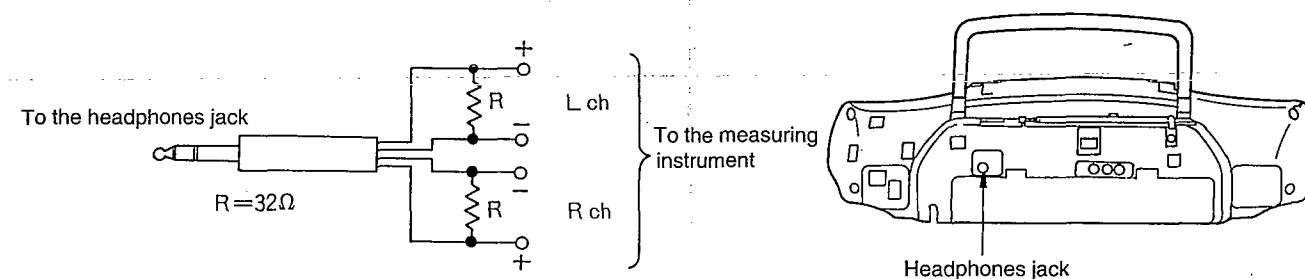 To the headphones jack
R=32Ω
+
R
L ch
−
−
R
R ch
+
To the measuring
instrument
Headphones jack